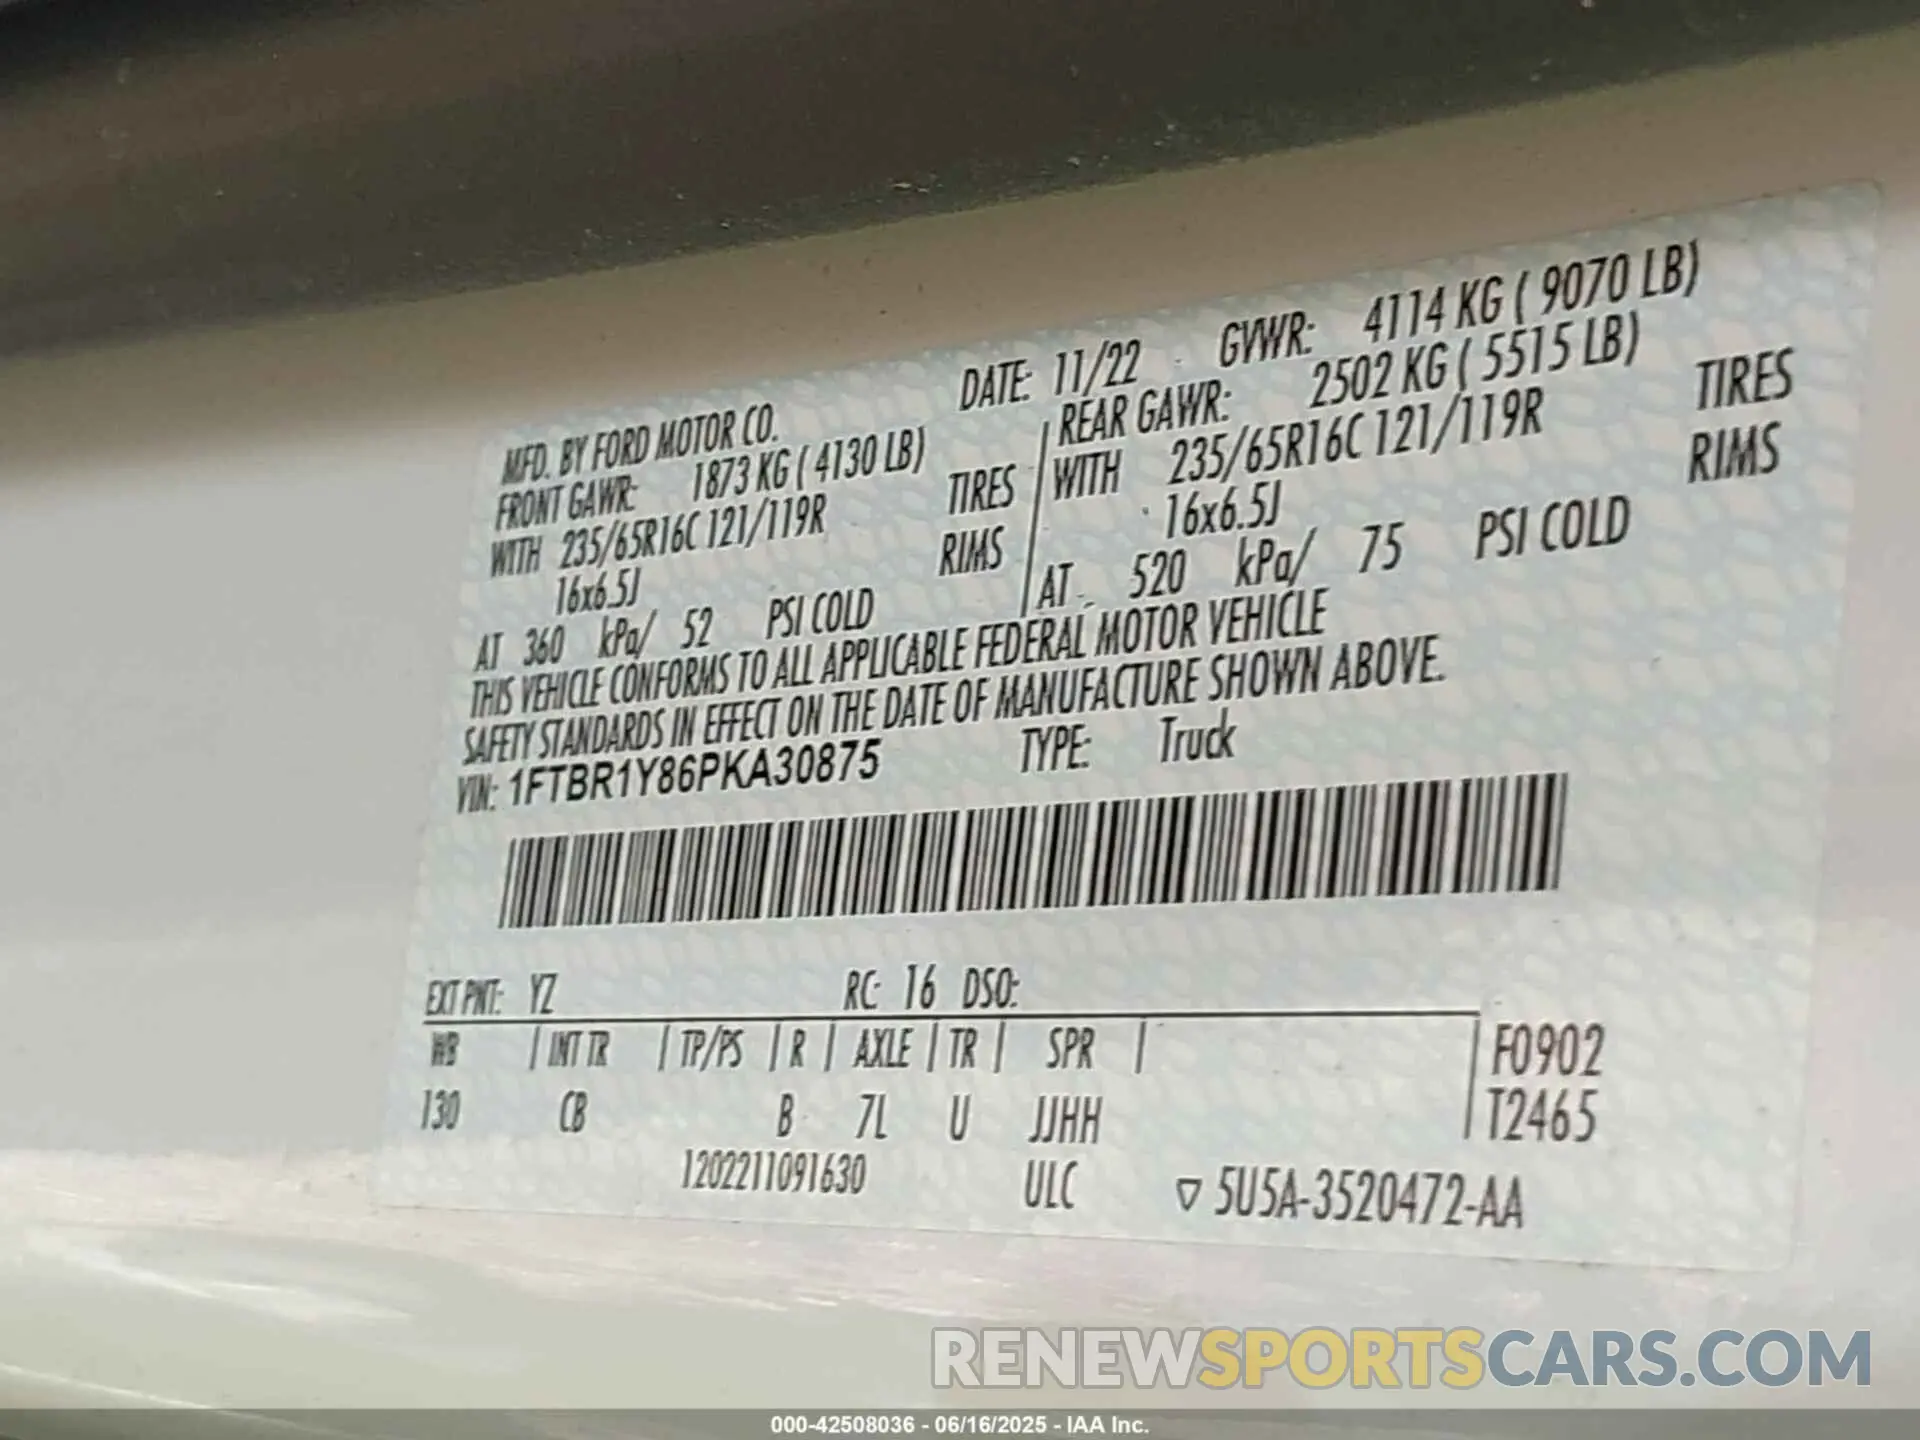 MFD. BY FORD MOTOR CO. DATE: 11/22 GVWR: 4114 KG ( 9070 LB)
FRONT GAWR: 1873 KG ( 4130 LB) REAR GAWR: 2502 KG ( 5515 LB)
WITH 235/65R16C 121/119R TIRES WITH 235/65R16C 121/119R TIRES
16x6.5J RIMS 16x6.5J RIMS
AT 360 kPa/ 52 PSI COLD AT 520 kPa/ 75 PSI COLD
THIS VEHICLE CONFORMS TO ALL APPLICABLE FEDERAL MOTOR VEHICLE
SAFETY STANDARDS IN EFFECT ON THE DATE OF MANUFACTURE SHOWN ABOVE.
VIN: 1FTBR1Y86PKA30875 TYPE: Truck
EXT PNT: YZ RC: 16 DSO:
WB | INT TR | TP/PS | R | AXLE | TR | SPR | F0902
130 CB B 7L U JJHH T2465
1202211091630 ULC ▽ 5U5A-3520472-AA
RENEWSPORTSCARS.COM
000-42508036 - 06/16/2025 - IAA Inc.